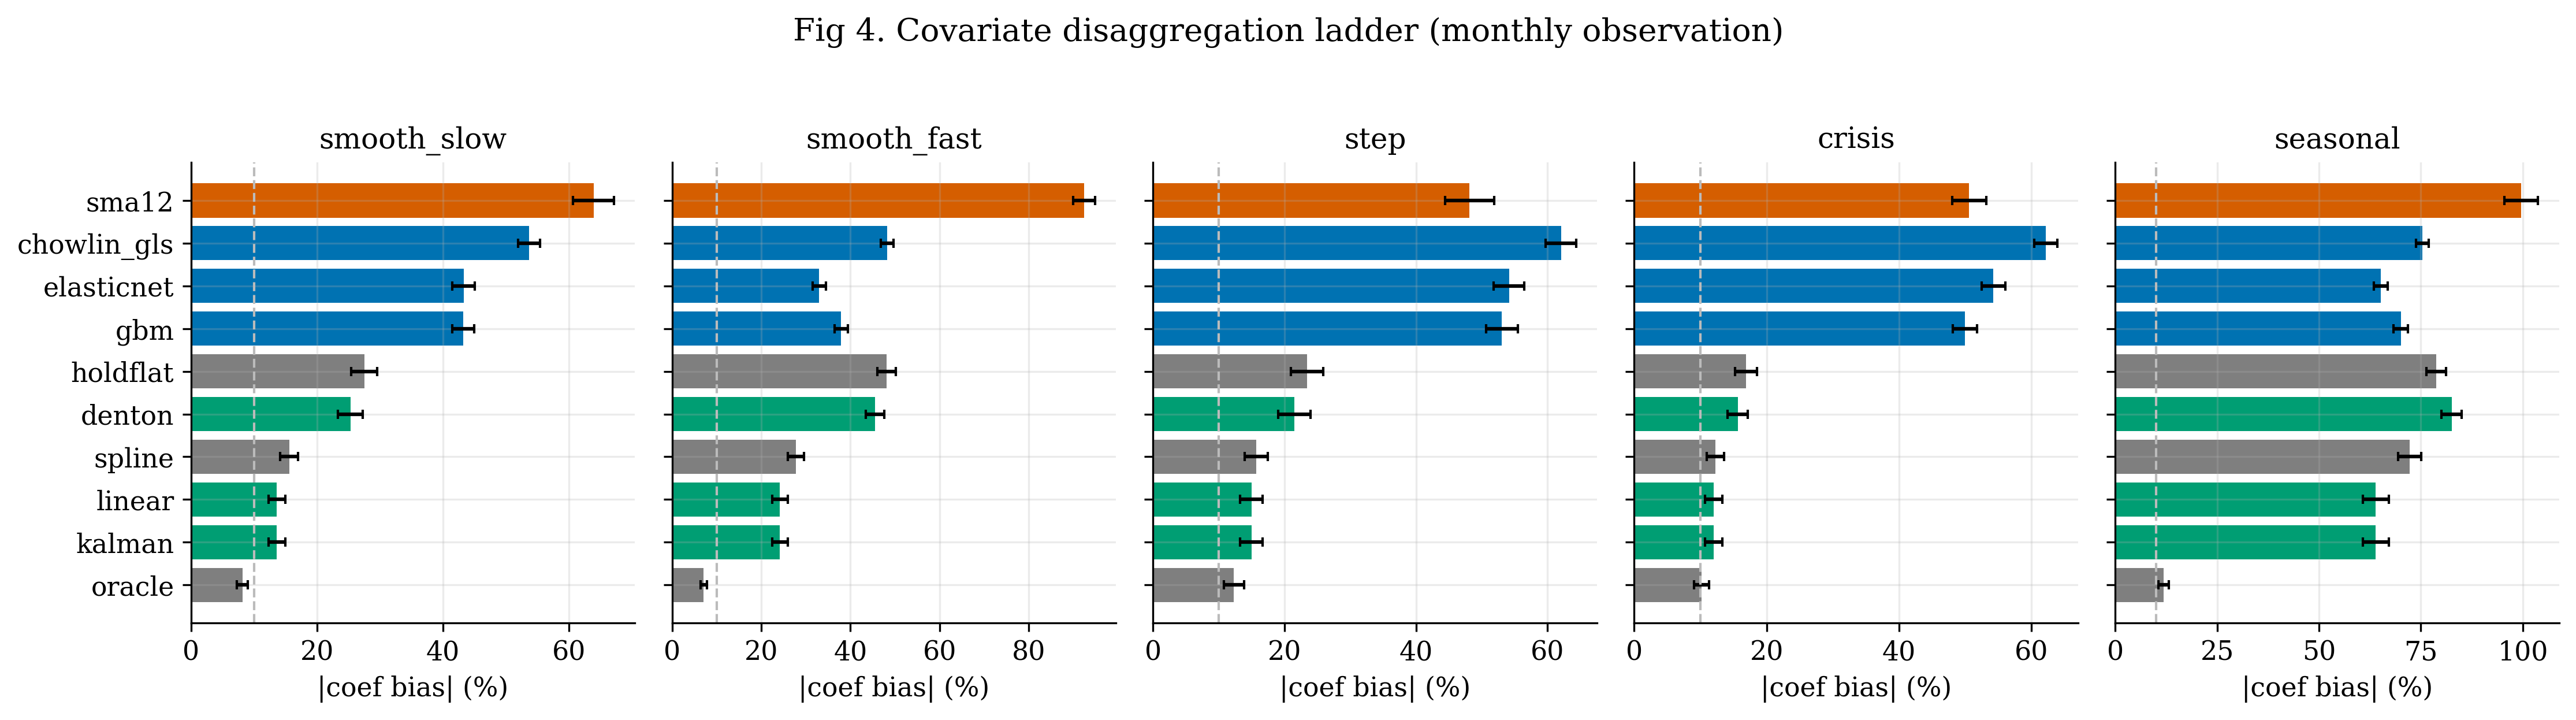 Fig 4. Covariate disaggregation ladder (monthly observation)
smooth_slow
smooth_fast
step
crisis
seasonal
sma12
chowlin_gls
elasticnet
gbm
holdflat
denton
spline
linear
kalman
oracle
0 20 40 60
0 20 40 60 80
0 20 40 60
0 20 40 60
0 25 50 75 100
|coef bias| (%)
|coef bias| (%)
|coef bias| (%)
|coef bias| (%)
|coef bias| (%)